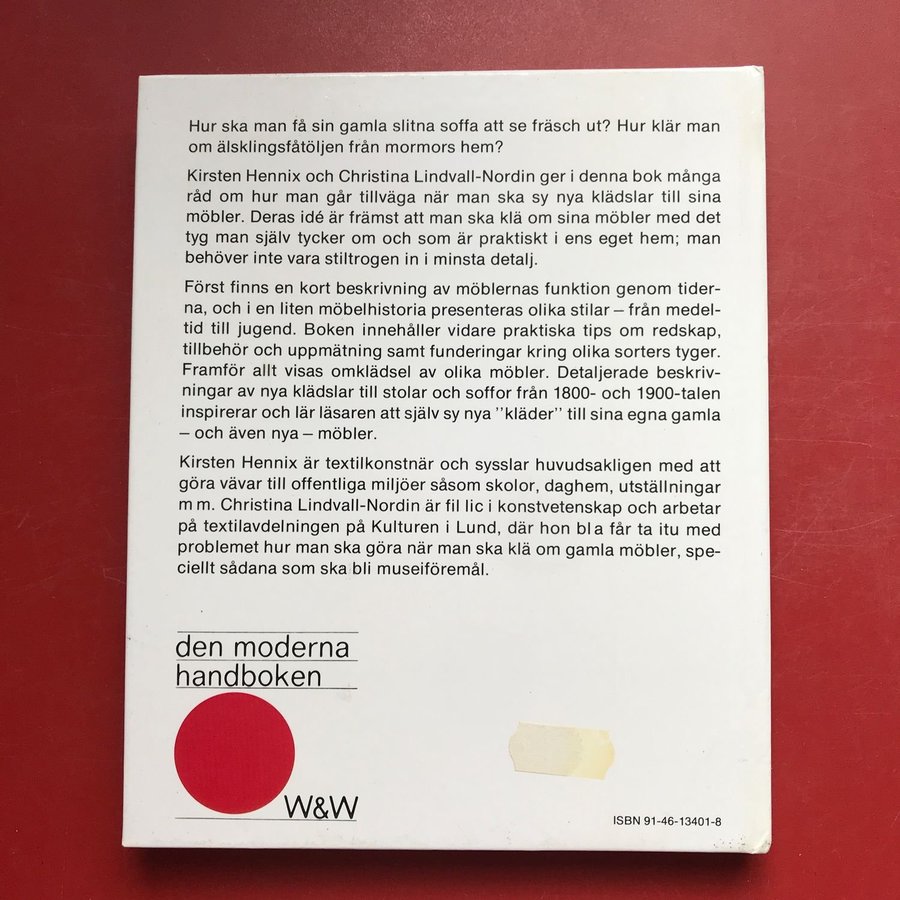 Hur ska man få sin gamla slitna soffa att se fräsch ut? Hur klär man
om älsklingsfåtöljen från mormors hem?
Kirsten Hennix och Christina Lindvall-Nordin ger i denna bok många
råd om hur man går tillväga när man ska sy nya klädslar till sina
möbler. Deras idé är främst att man ska klä om sina möbler med det
tyg man själv tycker om och som är praktiskt i ens eget hem; man
behöver inte vara stiltrogen in i minsta detalj.
Först finns en kort beskrivning av möblernas funktion genom tider-
na, och i en liten möbelhistoria presenteras olika stilar – från medel-
tid till jugend. Boken innehåller vidare praktiska tips om redskap,
tillbehör och uppmätning samt funderingar kring olika sorters tyger.
Framför allt visas omklädsel av olika möbler. Detaljerade beskriv-
ningar av nya klädslar till stolar och soffor från 1800- och 1900-talen
inspirerar och lär läsaren att själv sy nya ''kläder'' till sina egna gamla
– och även nya – möbler.
Kirsten Hennix är textilkonstnär och sysslar huvudsakligen med att
göra vävar till offentliga miljöer såsom skolor, daghem, utställningar
m m. Christina Lindvall-Nordin är fil lic i konstvetenskap och arbetar
på textilavdelningen på Kulturen i Lund, där hon bl a får ta itu med
problemet hur man ska göra när man ska klä om gamla möbler, spe-
ciellt sådana som ska bli museiföremål.
den moderna
handboken
W&W
ISBN 91-46-13401-8